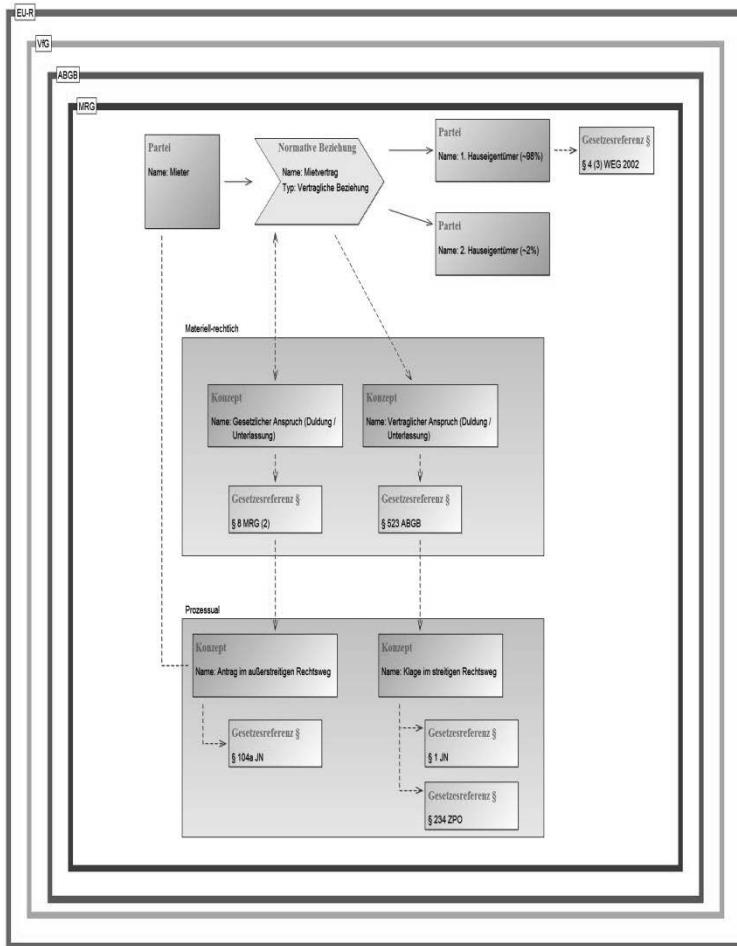 EU-R
VfG
ABGB
MRG
Partei
Name: Mieter
Normative Beziehung
Name: Mietvertrag
Typ: Vertragliche Beziehung
Partei
Name: 1. Hauseigentümer (~98%)
Gesetzesreferenz §
§ 4 (3) WEG 2002
Partei
Name: 2. Hauseigentümer (~2%)
Materiell-rechtlich
Konzept
Name: Gesetzlicher Anspruch (Duldung /
Unterlassung)
Konzept
Name: Vertraglicher Anspruch (Duldung /
Unterlassung)
Gesetzesreferenz §
§ 8 MRG (2)
Gesetzesreferenz §
§ 523 ABGB
Prozessual
Konzept
Name: Antrag im außerstreitigen Rechtsweg
Konzept
Name: Klage im streitigen Rechtsweg
Gesetzesreferenz §
§ 104a JN
Gesetzesreferenz §
§ 1 JN
Gesetzesreferenz §
§ 234 ZPO